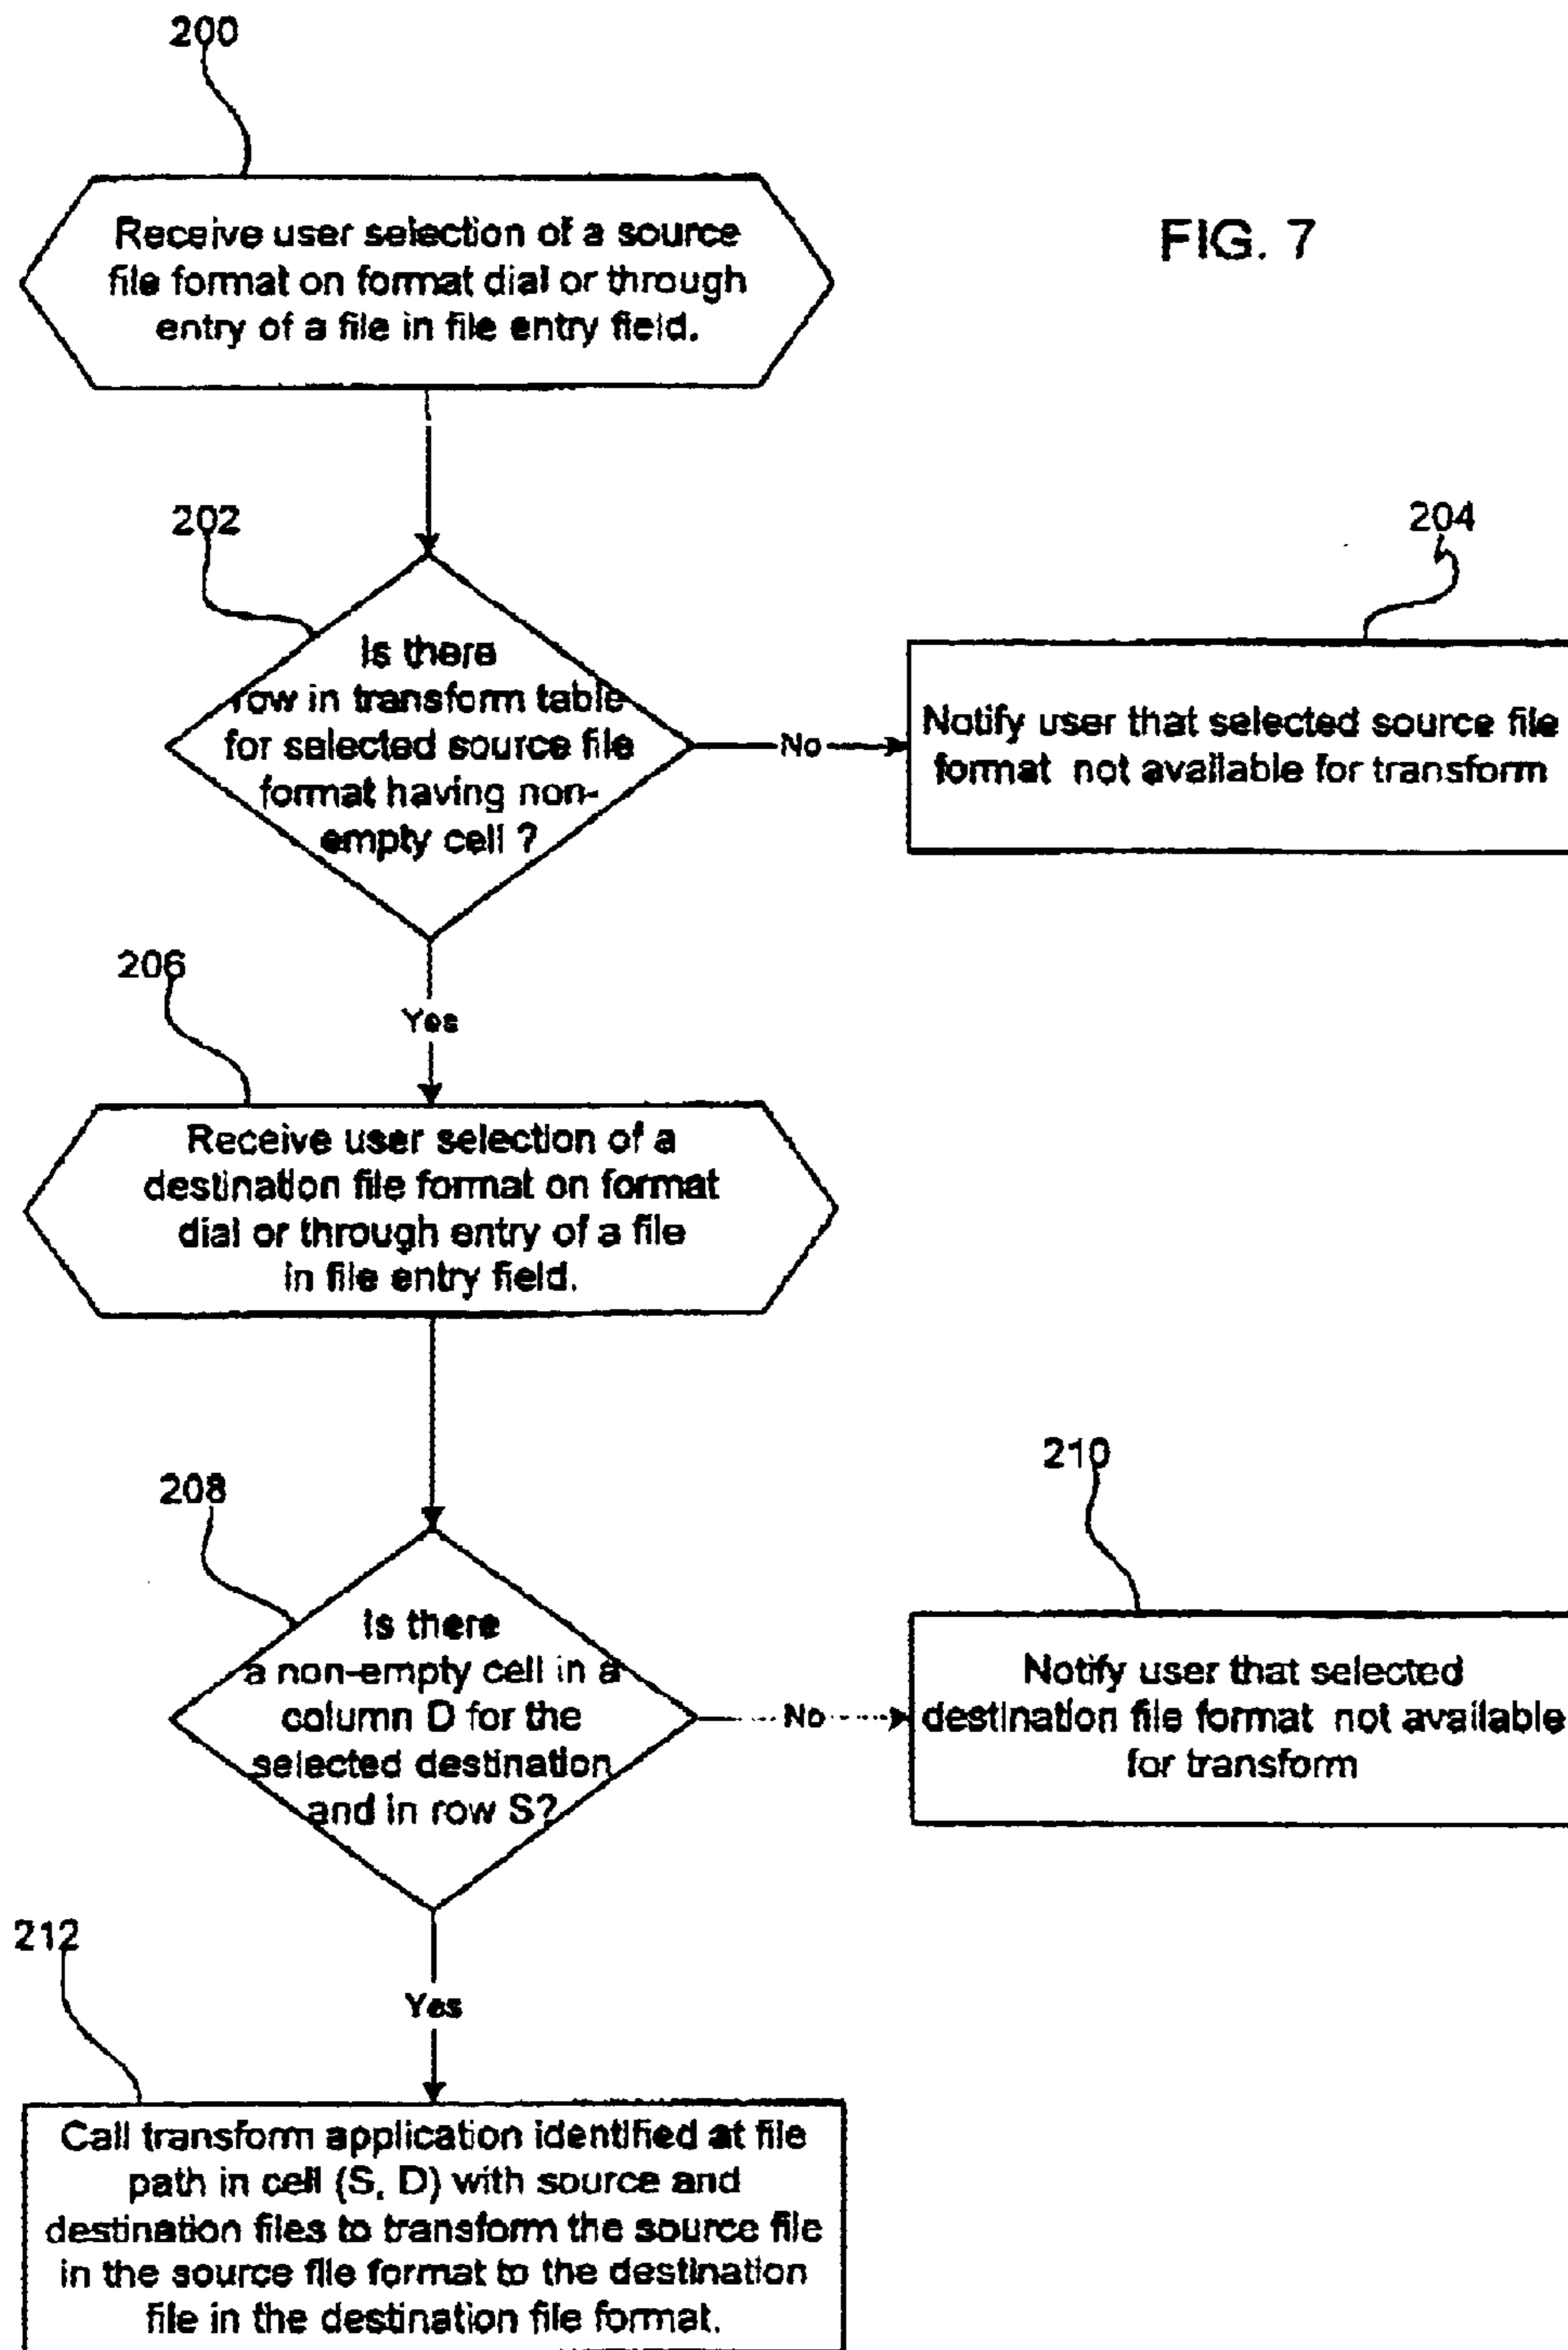 200
Receive user selection of a source
file format on format dial or through
entry of a file in file entry field.
FIG. 7
202
Is there
row in transform table
for selected source file
format having non-
empty cell ?
No
204
Notify user that selected source file
format not available for transform
Yes
206
Receive user selection of a
destination file format on format
dial or through entry of a file
in file entry field.
208
Is there
a non-empty cell in a
column D for the
selected destination
and in row S?
No
210
Notify user that selected
destination file format not available
for transform
Yes
212
Call transform application identified at file
path in cell (S, D) with source and
destination files to transform the source file
in the source file format to the destination
file in the destination file format.